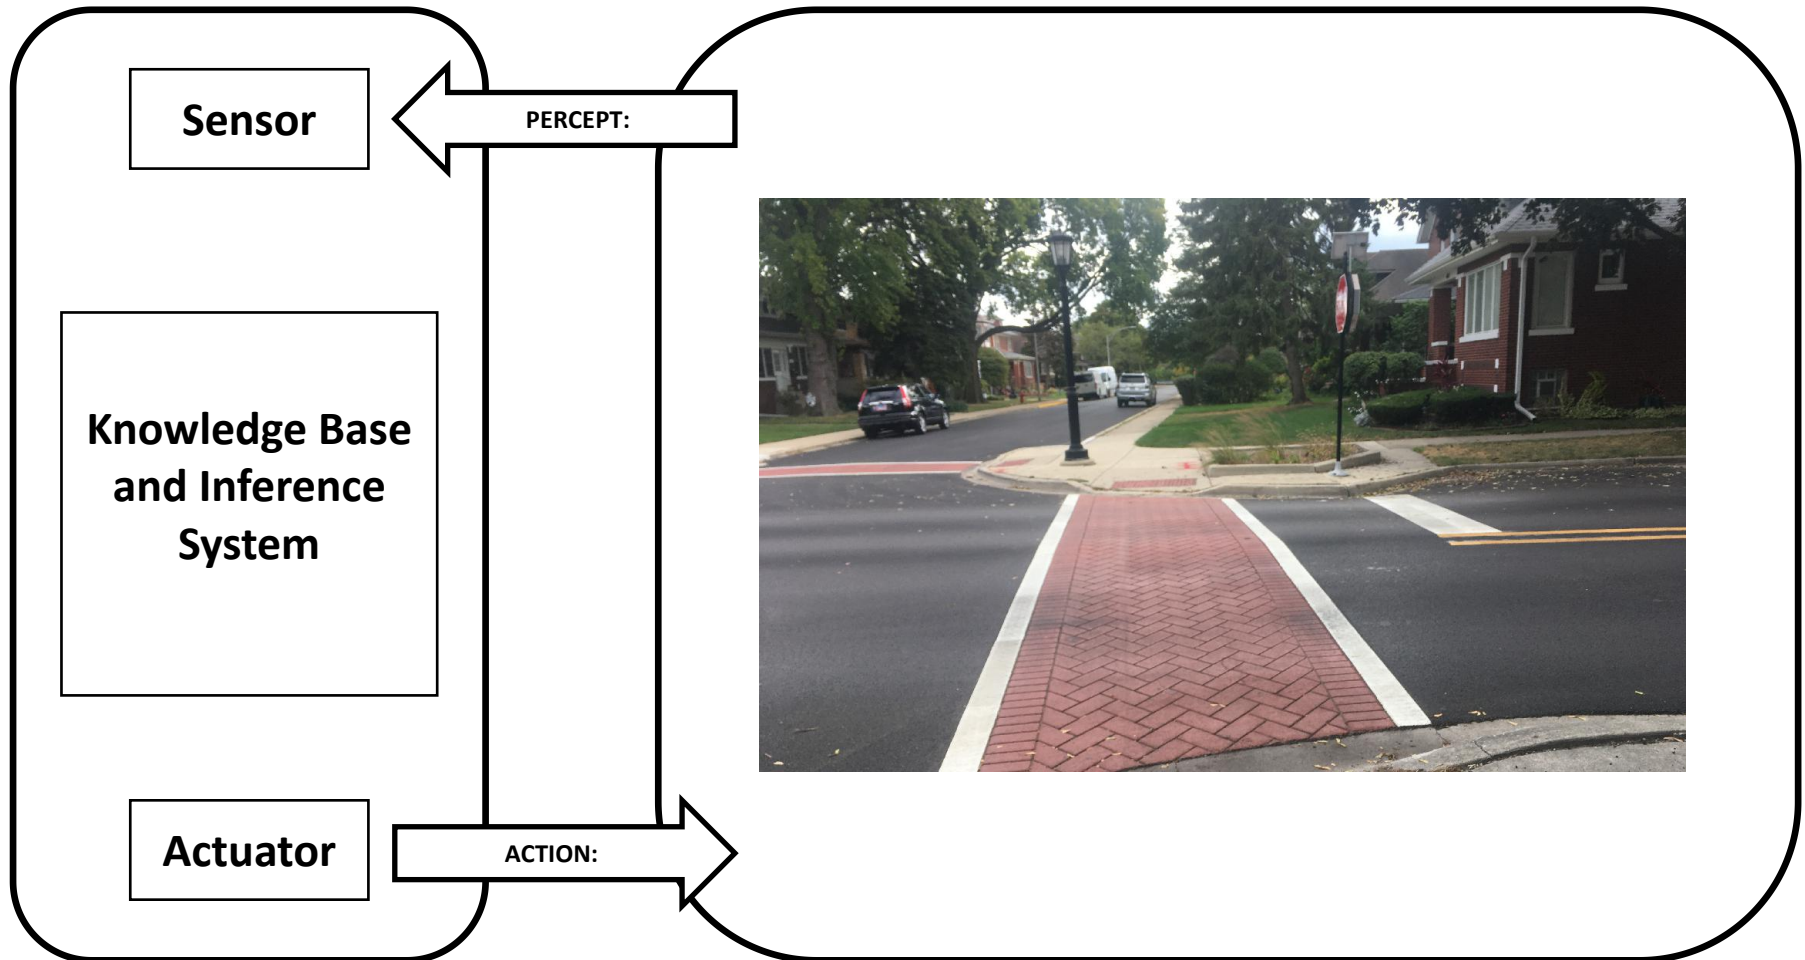 Sensor
PERCEPT:
Knowledge Base
and Inference
System
Actuator
ACTION: